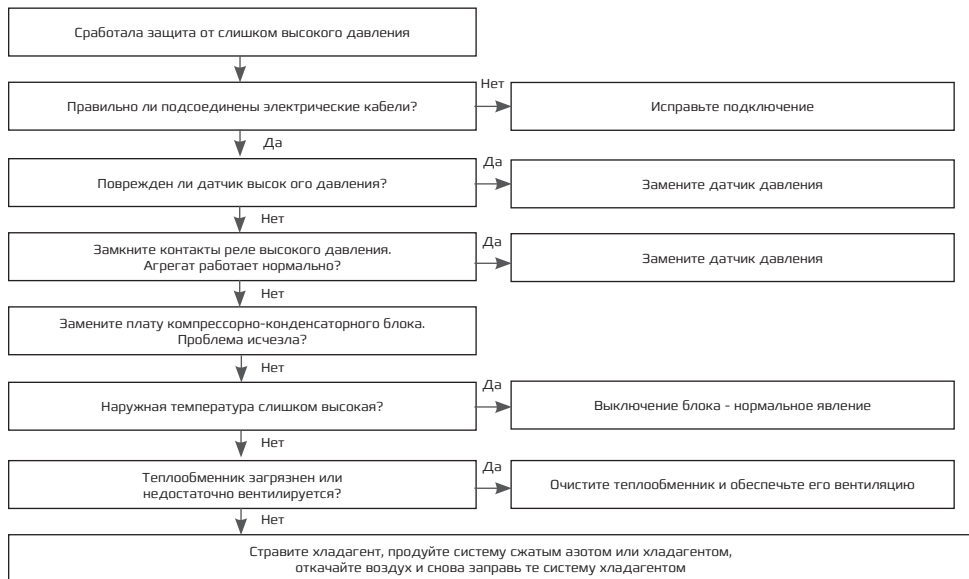 Сработала защита от слишком высокого давления
Правильно ли подсоединены электрические кабели?
Нет
Исправьте подключение
Да
Поврежден ли датчик высок ого давления?
Да
Замените датчик давления
Нет
Замкните контакты реле высокого давления.
Агрегат работает нормально?
Да
Замените датчик давления
Нет
Замените плату компрессорно-конденсаторного блока.
Проблема исчезла?
Нет
Наружная температура слишком высокая?
Да
Выключение блока - нормальное явление
Нет
Теплообменник загрязнен или
недостаточно вентилируется?
Да
Очистите теплообменник и обеспечьте его вентиляцию
Нет
Стравите хладагент, продуйте систему сжатым азотом или хладагентом,
откачайте воздух и снова заправь те систему хладагентом